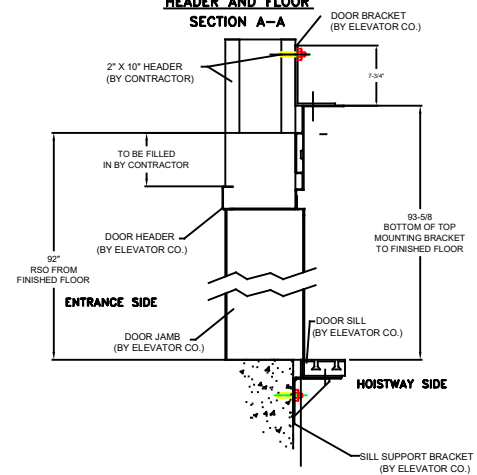 HEADER AND FLOOR
SECTION A-A
DOOR BRACKET
(BY ELEVATOR CO.)
2" X 10" HEADER
(BY CONTRACTOR)
7-3/4"
TO BE FILLED
IN BY CONTRACTOR
DOOR HEADER
(BY ELEVATOR CO.)
92"
RSO FROM
FINISHED FLOOR
93-5/8
BOTTOM OF TOP
MOUNTING BRACKET
TO FINISHED FLOOR
ENTRANCE SIDE
DOOR JAMB
(BY ELEVATOR CO.)
DOOR SILL
(BY ELEVATOR CO.)
HOISTWAY SIDE
SILL SUPPORT BRACKET
(BY ELEVATOR CO.)